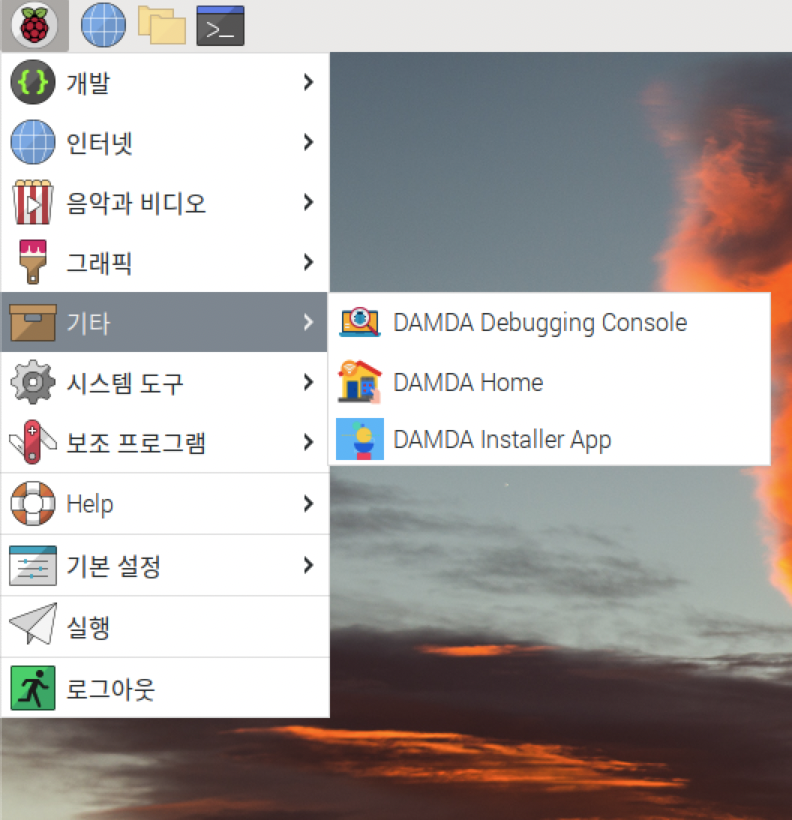 개발
인터넷
음악과 비디오
그래픽
기타
DAMDA Debugging Console
DAMDA Home
DAMDA Installer App
시스템 도구
보조 프로그램
Help
기본 설정
실행
로그아웃